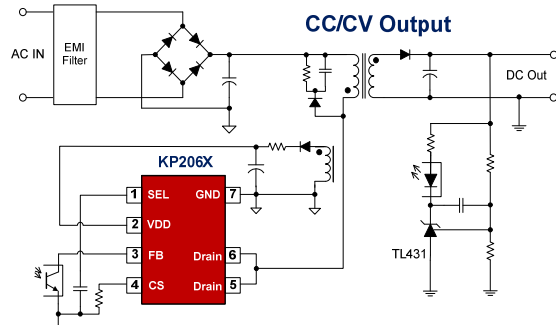 CC/CV Output
AC IN
EMI
Filter
DC Out
KP206X
1 SEL GND 7
2 VDD
3 FB Drain 6
4 CS Drain 5
TL431